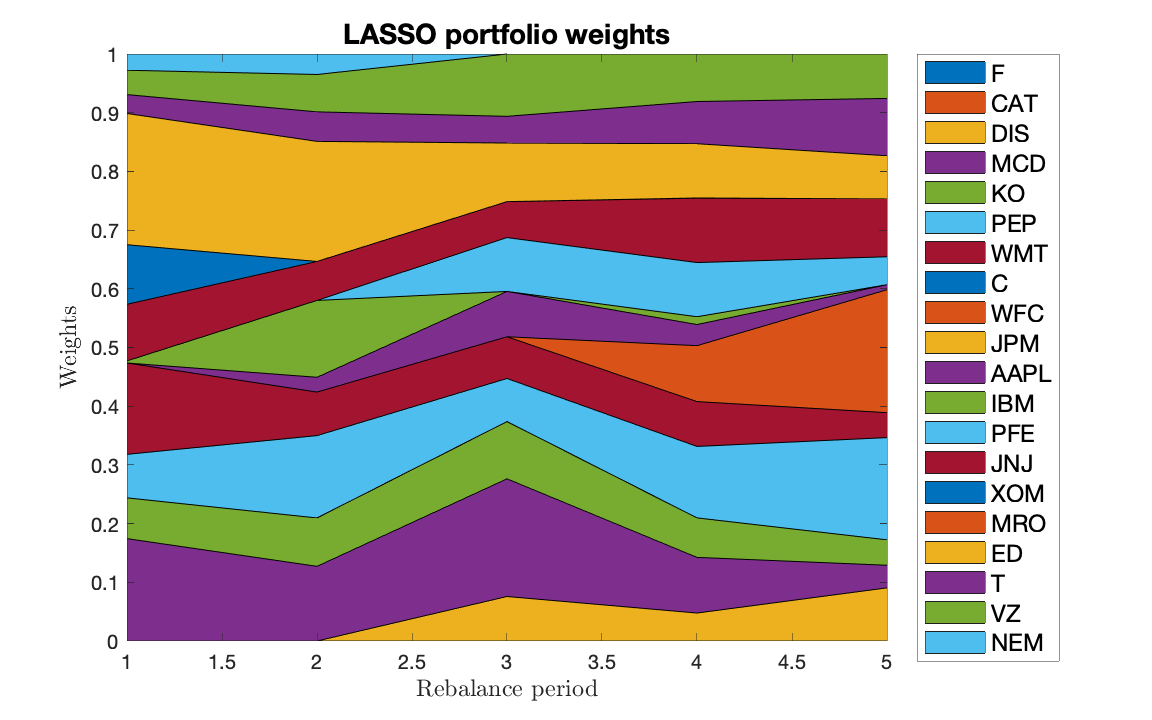 LASSO portfolio weights
1
0.9
0.8
0.7
0.6
0.5
0.4
0.3
0.2
0.1
0
Weights
1 1.5 2 2.5 3 3.5 4 4.5 5
Rebalance period
F
CAT
DIS
MCD
KO
PEP
WMT
C
WFC
JPM
AAPL
IBM
PFE
JNJ
XOM
MRO
ED
T
VZ
NEM